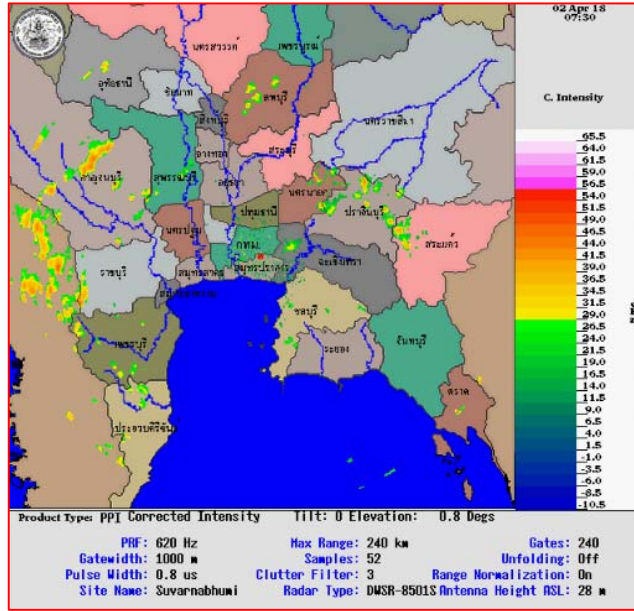 02 Apr 18
07:30
นครสวรรค์
เพชรบูรณ์
อุทัยธานี
C. Intensity
ชัยนาท
ลพบุรี
สิงห์บุรี
นครราชสีมา
อ่างทอง
สระบุรี
กาญจนบุรี
สุพรรณบุรี
อยุธยา
นครนายก
ปทุมธานี
ปราจีนบุรี
นครปฐม
กทม.
สระแก้ว
ราชบุรี
สมุทรสาคร
สมุทรปราการ
ฉะเชิงเทรา
ชลบุรี
เพชรบุรี
ระยอง
จันทบุรี
ตราด
ประจวบคีรีขันธ์
65.5
64.0
61.5
59.0
56.5
54.0
51.5
49.0
46.5
44.0
41.5
39.0
36.5
34.0
31.5
29.0
26.5
24.0
21.5
19.0
16.5
14.0
11.5
9.0
6.5
4.0
1.5
-1.0
-3.5
-6.0
-8.5
-10.5
Product Type: PPI Corrected Intensity Tilt: 0 Elevation: 0.8 Degs
PRF: 620 Hz Max Range: 240 km Gates: 240
Gatewidth: 1000 m Samples: 52 Unfolding: Off
Pulse Width: 0.8 us Clutter Filter: 3 Range Normalization: On
Site Name: Suvarnabhumi Radar Type: DWSR-8501S Antenna Height ASL: 28 m